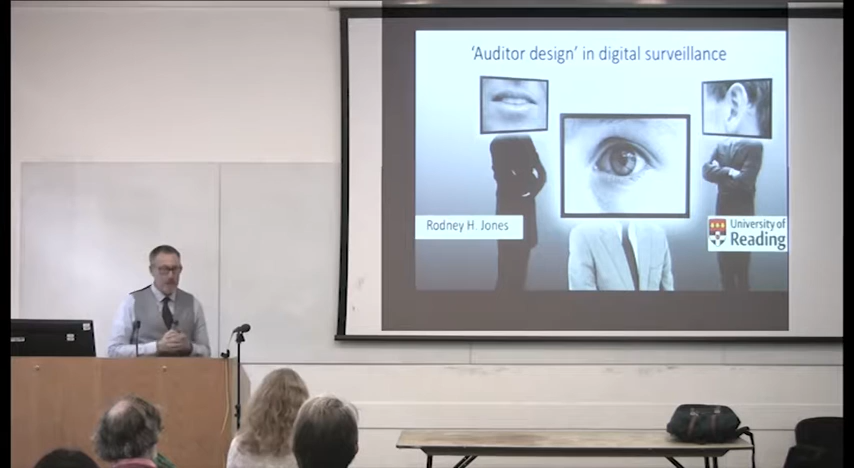 'Auditor design' in digital surveillance
Rodney H. Jones
University of
Reading